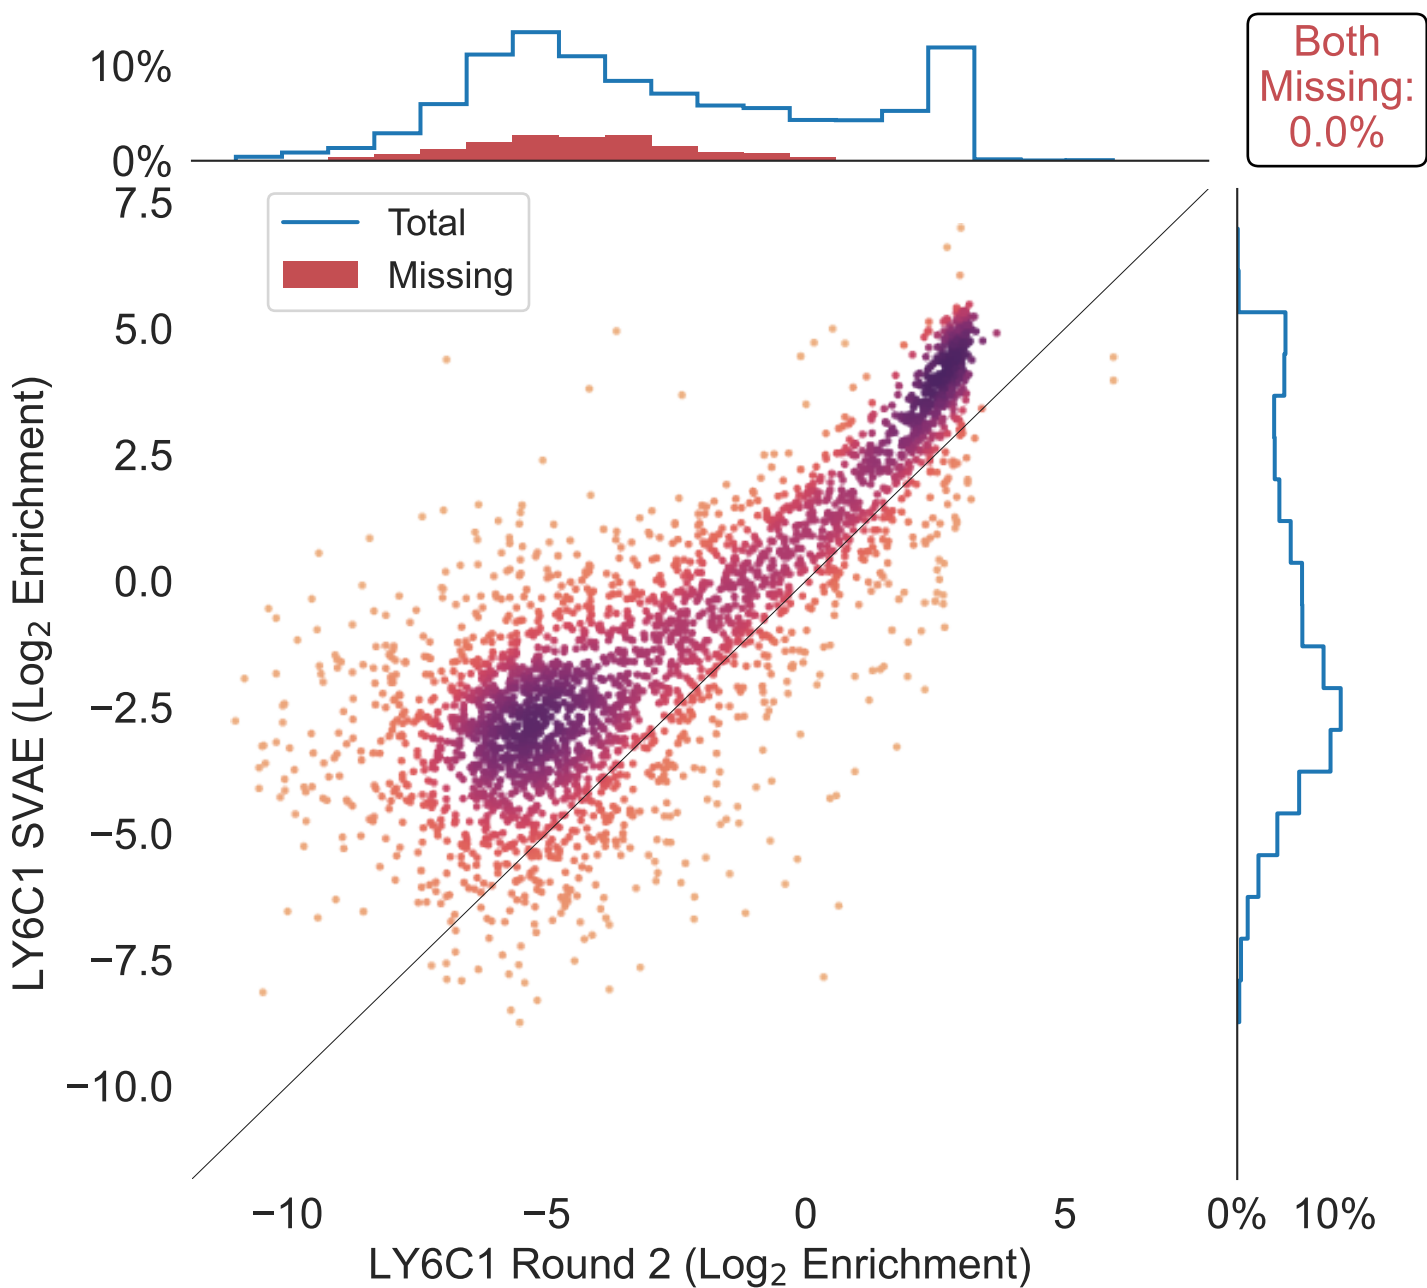 10%
0%
Both
Missing:
0.0%
Total
Missing
7.5
5.0
2.5
0.0
−2.5
−5.0
−7.5
−10.0
LY6C1 SVAE (Log₂ Enrichment)
−10 −5 0 5
0% 10%
LY6C1 Round 2 (Log₂ Enrichment)